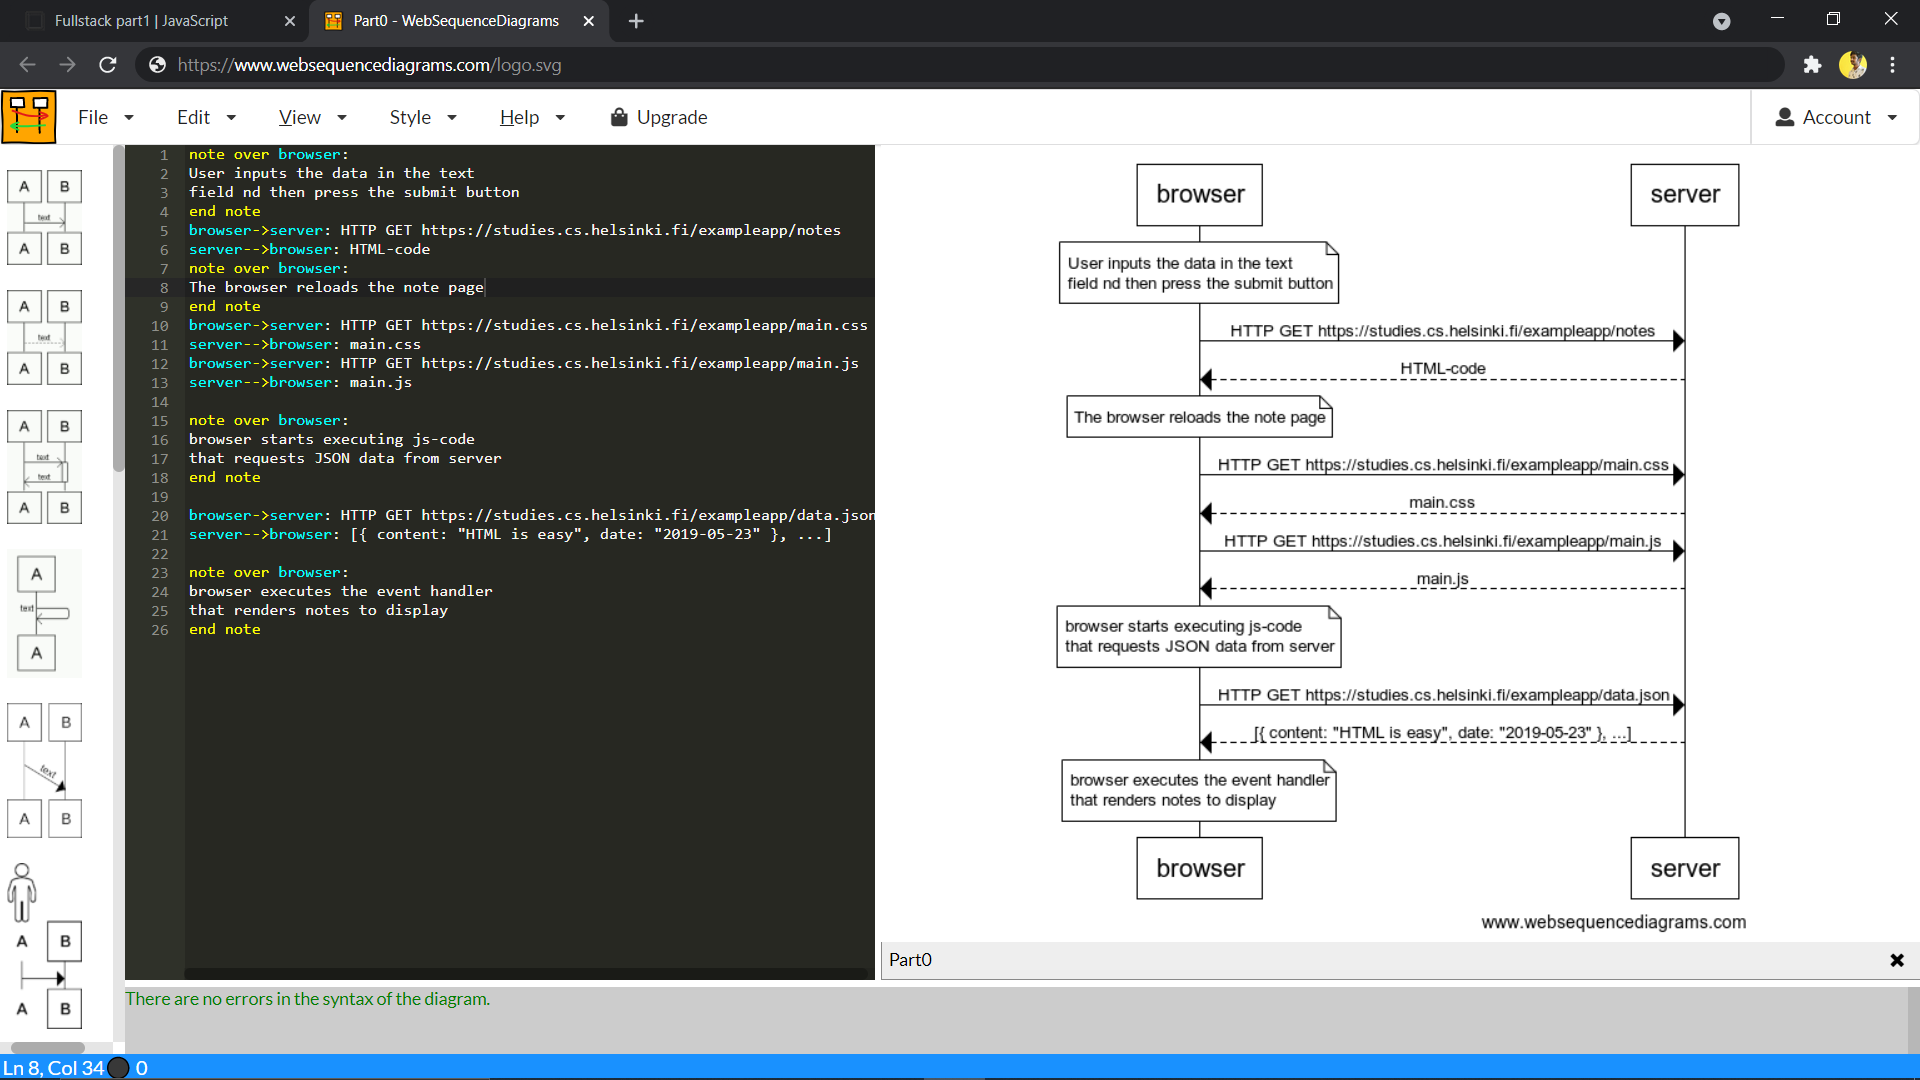 Fullstack part1 | JavaScript
Part0 - WebSequenceDiagrams
https://www.websequencediagrams.com/logo.svg
File
Edit
View
Style
Help
Upgrade
Account
A B
text
A B
A B
text
A B
A B
text
text
A B
A
text
A
A B
text
A B
A B
A B
1 note over browser:
2 User inputs the data in the text
3 field nd then press the submit button
4 end note
5 browser->server: HTTP GET https://studies.cs.helsinki.fi/exampleapp/notes
6 server-->browser: HTML-code
7 note over browser:
8 The browser reloads the note page
9 end note
10 browser->server: HTTP GET https://studies.cs.helsinki.fi/exampleapp/main.css
11 server-->browser: main.css
12 browser->server: HTTP GET https://studies.cs.helsinki.fi/exampleapp/main.js
13 server-->browser: main.js
14
15 note over browser:
16 browser starts executing js-code
17 that requests JSON data from server
18 end note
19
20 browser->server: HTTP GET https://studies.cs.helsinki.fi/exampleapp/data.json
21 server-->browser: [{ content: "HTML is easy", date: "2019-05-23" }, ...]
22
23 note over browser:
24 browser executes the event handler
25 that renders notes to display
26 end note
browser server
User inputs the data in the text
field nd then press the submit button
HTTP GET https://studies.cs.helsinki.fi/exampleapp/notes
HTML-code
The browser reloads the note page
HTTP GET https://studies.cs.helsinki.fi/exampleapp/main.css
main.css
HTTP GET https://studies.cs.helsinki.fi/exampleapp/main.js
main.js
browser starts executing js-code
that requests JSON data from server
HTTP GET https://studies.cs.helsinki.fi/exampleapp/data.json
[{ content: "HTML is easy", date: "2019-05-23" }, ...]
browser executes the event handler
that renders notes to display
browser server
www.websequencediagrams.com
Part0
There are no errors in the syntax of the diagram.
Ln 8, Col 34 0